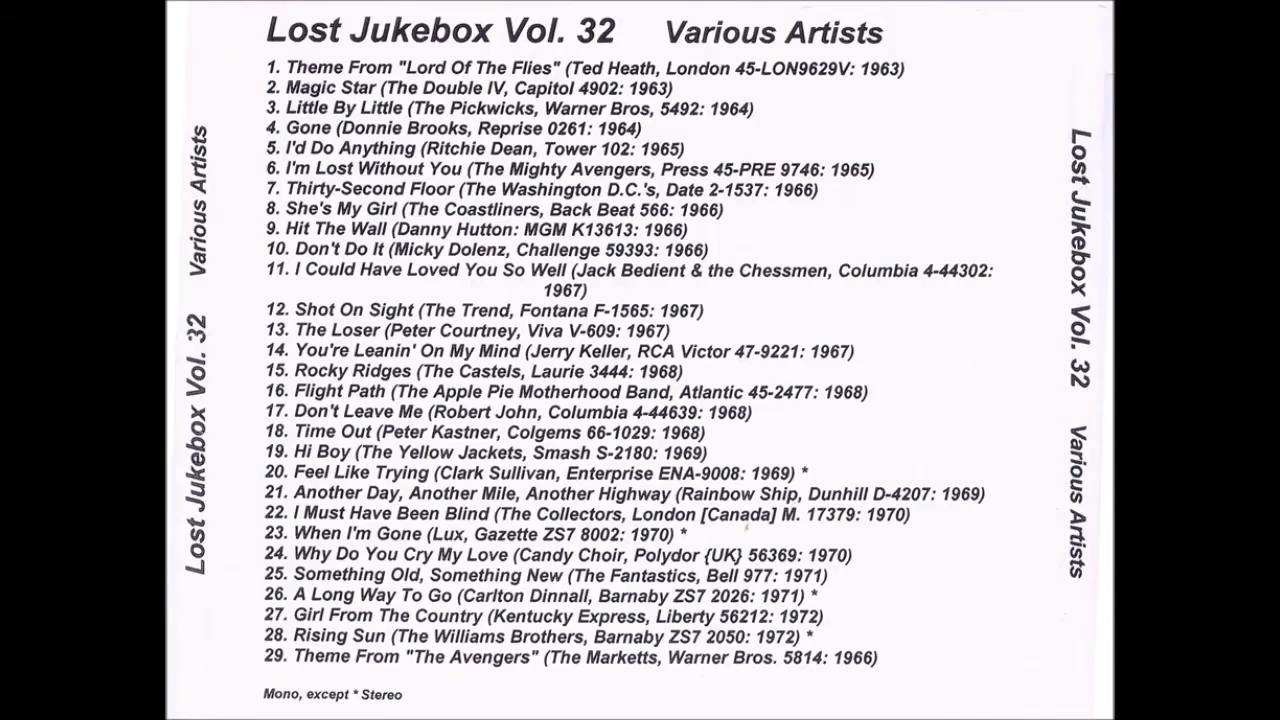 Lost Jukebox Vol. 32 Various Artists
1. Theme From "Lord Of The Flies" (Ted Heath, London 45-LON9629V: 1963)
2. Magic Star (The Double IV, Capitol 4902: 1963)
3. Little By Little (The Pickwicks, Warner Bros, 5492: 1964)
4. Gone (Donnie Brooks, Reprise 0261: 1964)
5. I'd Do Anything (Ritchie Dean, Tower 102: 1965)
6. I'm Lost Without You (The Mighty Avengers, Press 45-PRE 9746: 1965)
7. Thirty-Second Floor (The Washington D.C.'s, Date 2-1537: 1966)
8. She's My Girl (The Coastliners, Back Beat 566: 1966)
9. Hit The Wall (Danny Hutton: MGM K13613: 1966)
10. Don't Do It (Micky Dolenz, Challenge 59393: 1966)
11. I Could Have Loved You So Well (Jack Bedient & the Chessmen, Columbia 4-44302:
1967)
12. Shot On Sight (The Trend, Fontana F-1565: 1967)
13. The Loser (Peter Courtney, Viva V-609: 1967)
14. You're Leanin' On My Mind (Jerry Keller, RCA Victor 47-9221: 1967)
15. Rocky Ridges (The Castels, Laurie 3444: 1968)
16. Flight Path (The Apple Pie Motherhood Band, Atlantic 45-2477: 1968)
17. Don't Leave Me (Robert John, Columbia 4-44639: 1968)
18. Time Out (Peter Kastner, Colgems 66-1029: 1968)
19. Hi Boy (The Yellow Jackets, Smash S-2180: 1969)
20. Feel Like Trying (Clark Sullivan, Enterprise ENA-9008: 1969) *
21. Another Day, Another Mile, Another Highway (Rainbow Ship, Dunhill D-4207: 1969)
22. I Must Have Been Blind (The Collectors, London [Canada] M. 17379: 1970)
23. When I'm Gone (Lux, Gazette ZS7 8002: 1970) *
24. Why Do You Cry My Love (Candy Choir, Polydor {UK} 56369: 1970)
25. Something Old, Something New (The Fantastics, Bell 977: 1971)
26. A Long Way To Go (Carlton Dinnall, Barnaby ZS7 2026: 1971) *
27. Girl From The Country (Kentucky Express, Liberty 56212: 1972)
28. Rising Sun (The Williams Brothers, Barnaby ZS7 2050: 1972) *
29. Theme From "The Avengers" (The Marketts, Warner Bros. 5814: 1966)
Mono, except * Stereo
Lost Jukebox Vol. 32 Various Artists
Lost Jukebox Vol. 32 Various Artists